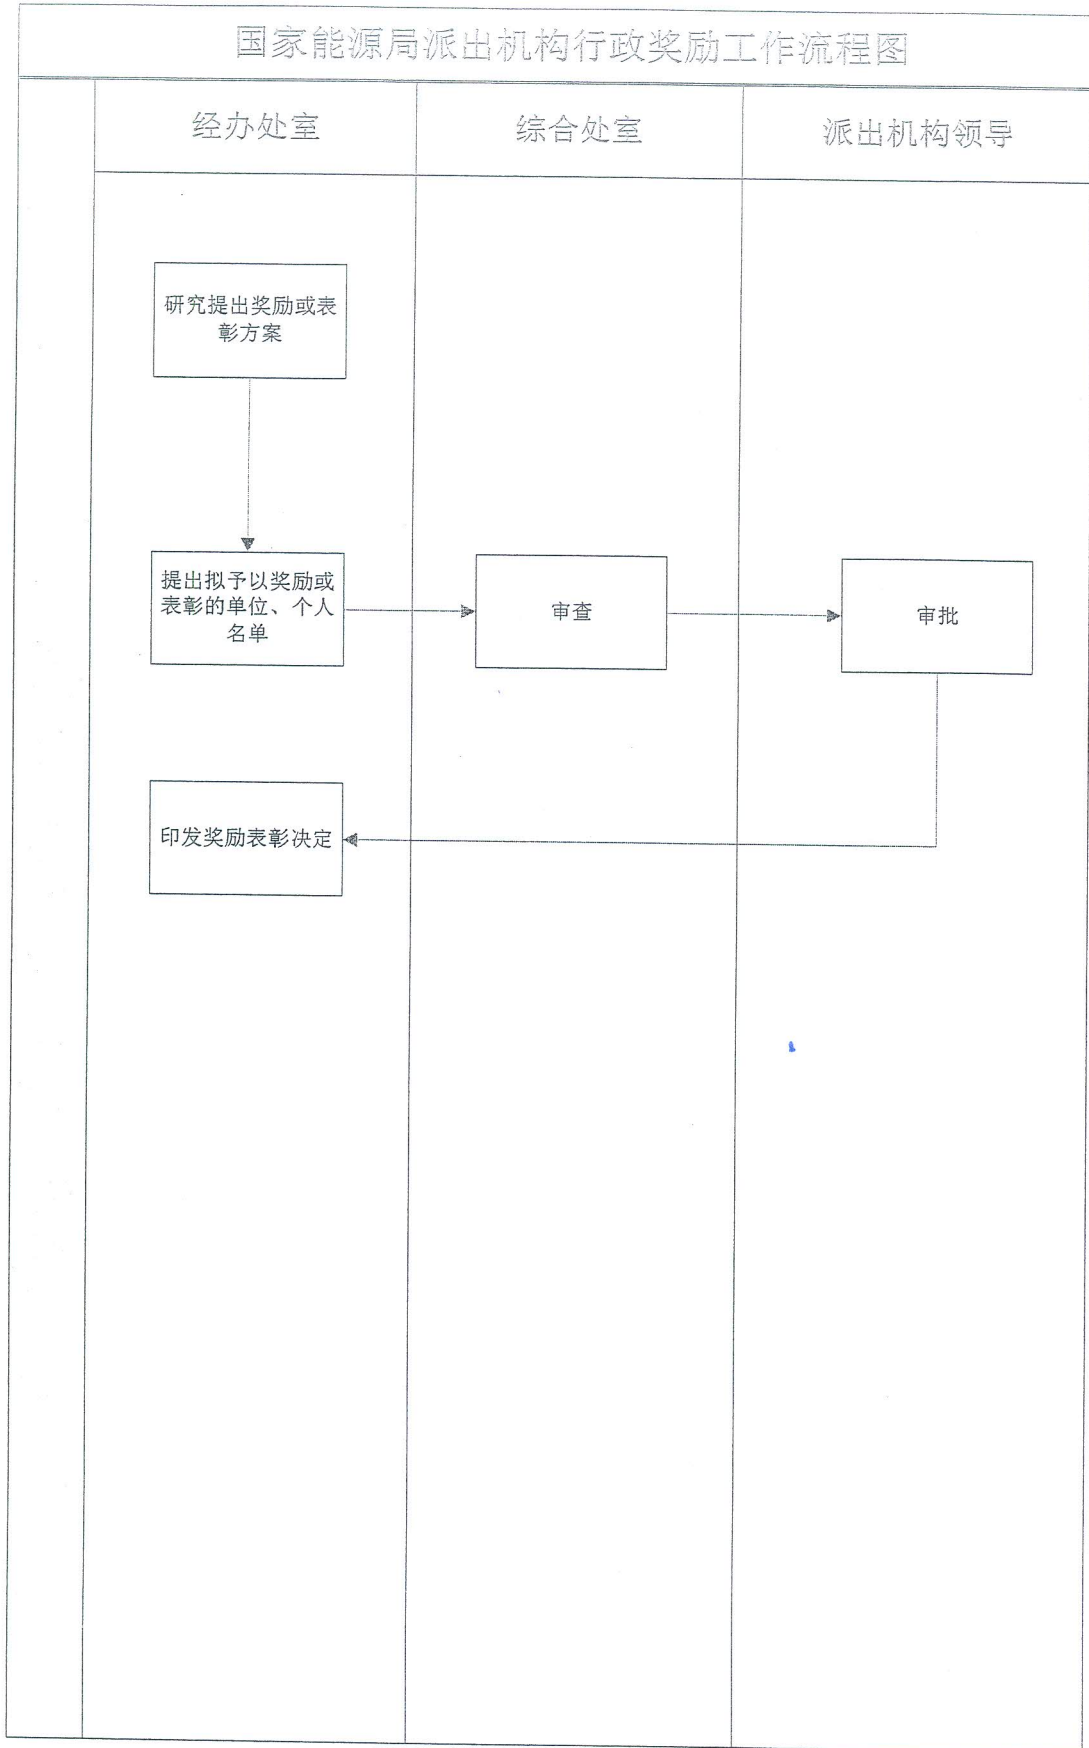 国家能源局派出机构行政奖励工作流程图
经办处室
综合处室
派出机构领导
研究提出奖励或表
彰方案
提出拟予以奖励或
表彰的单位、个人
名单
审查
审批
印发奖励表彰决定